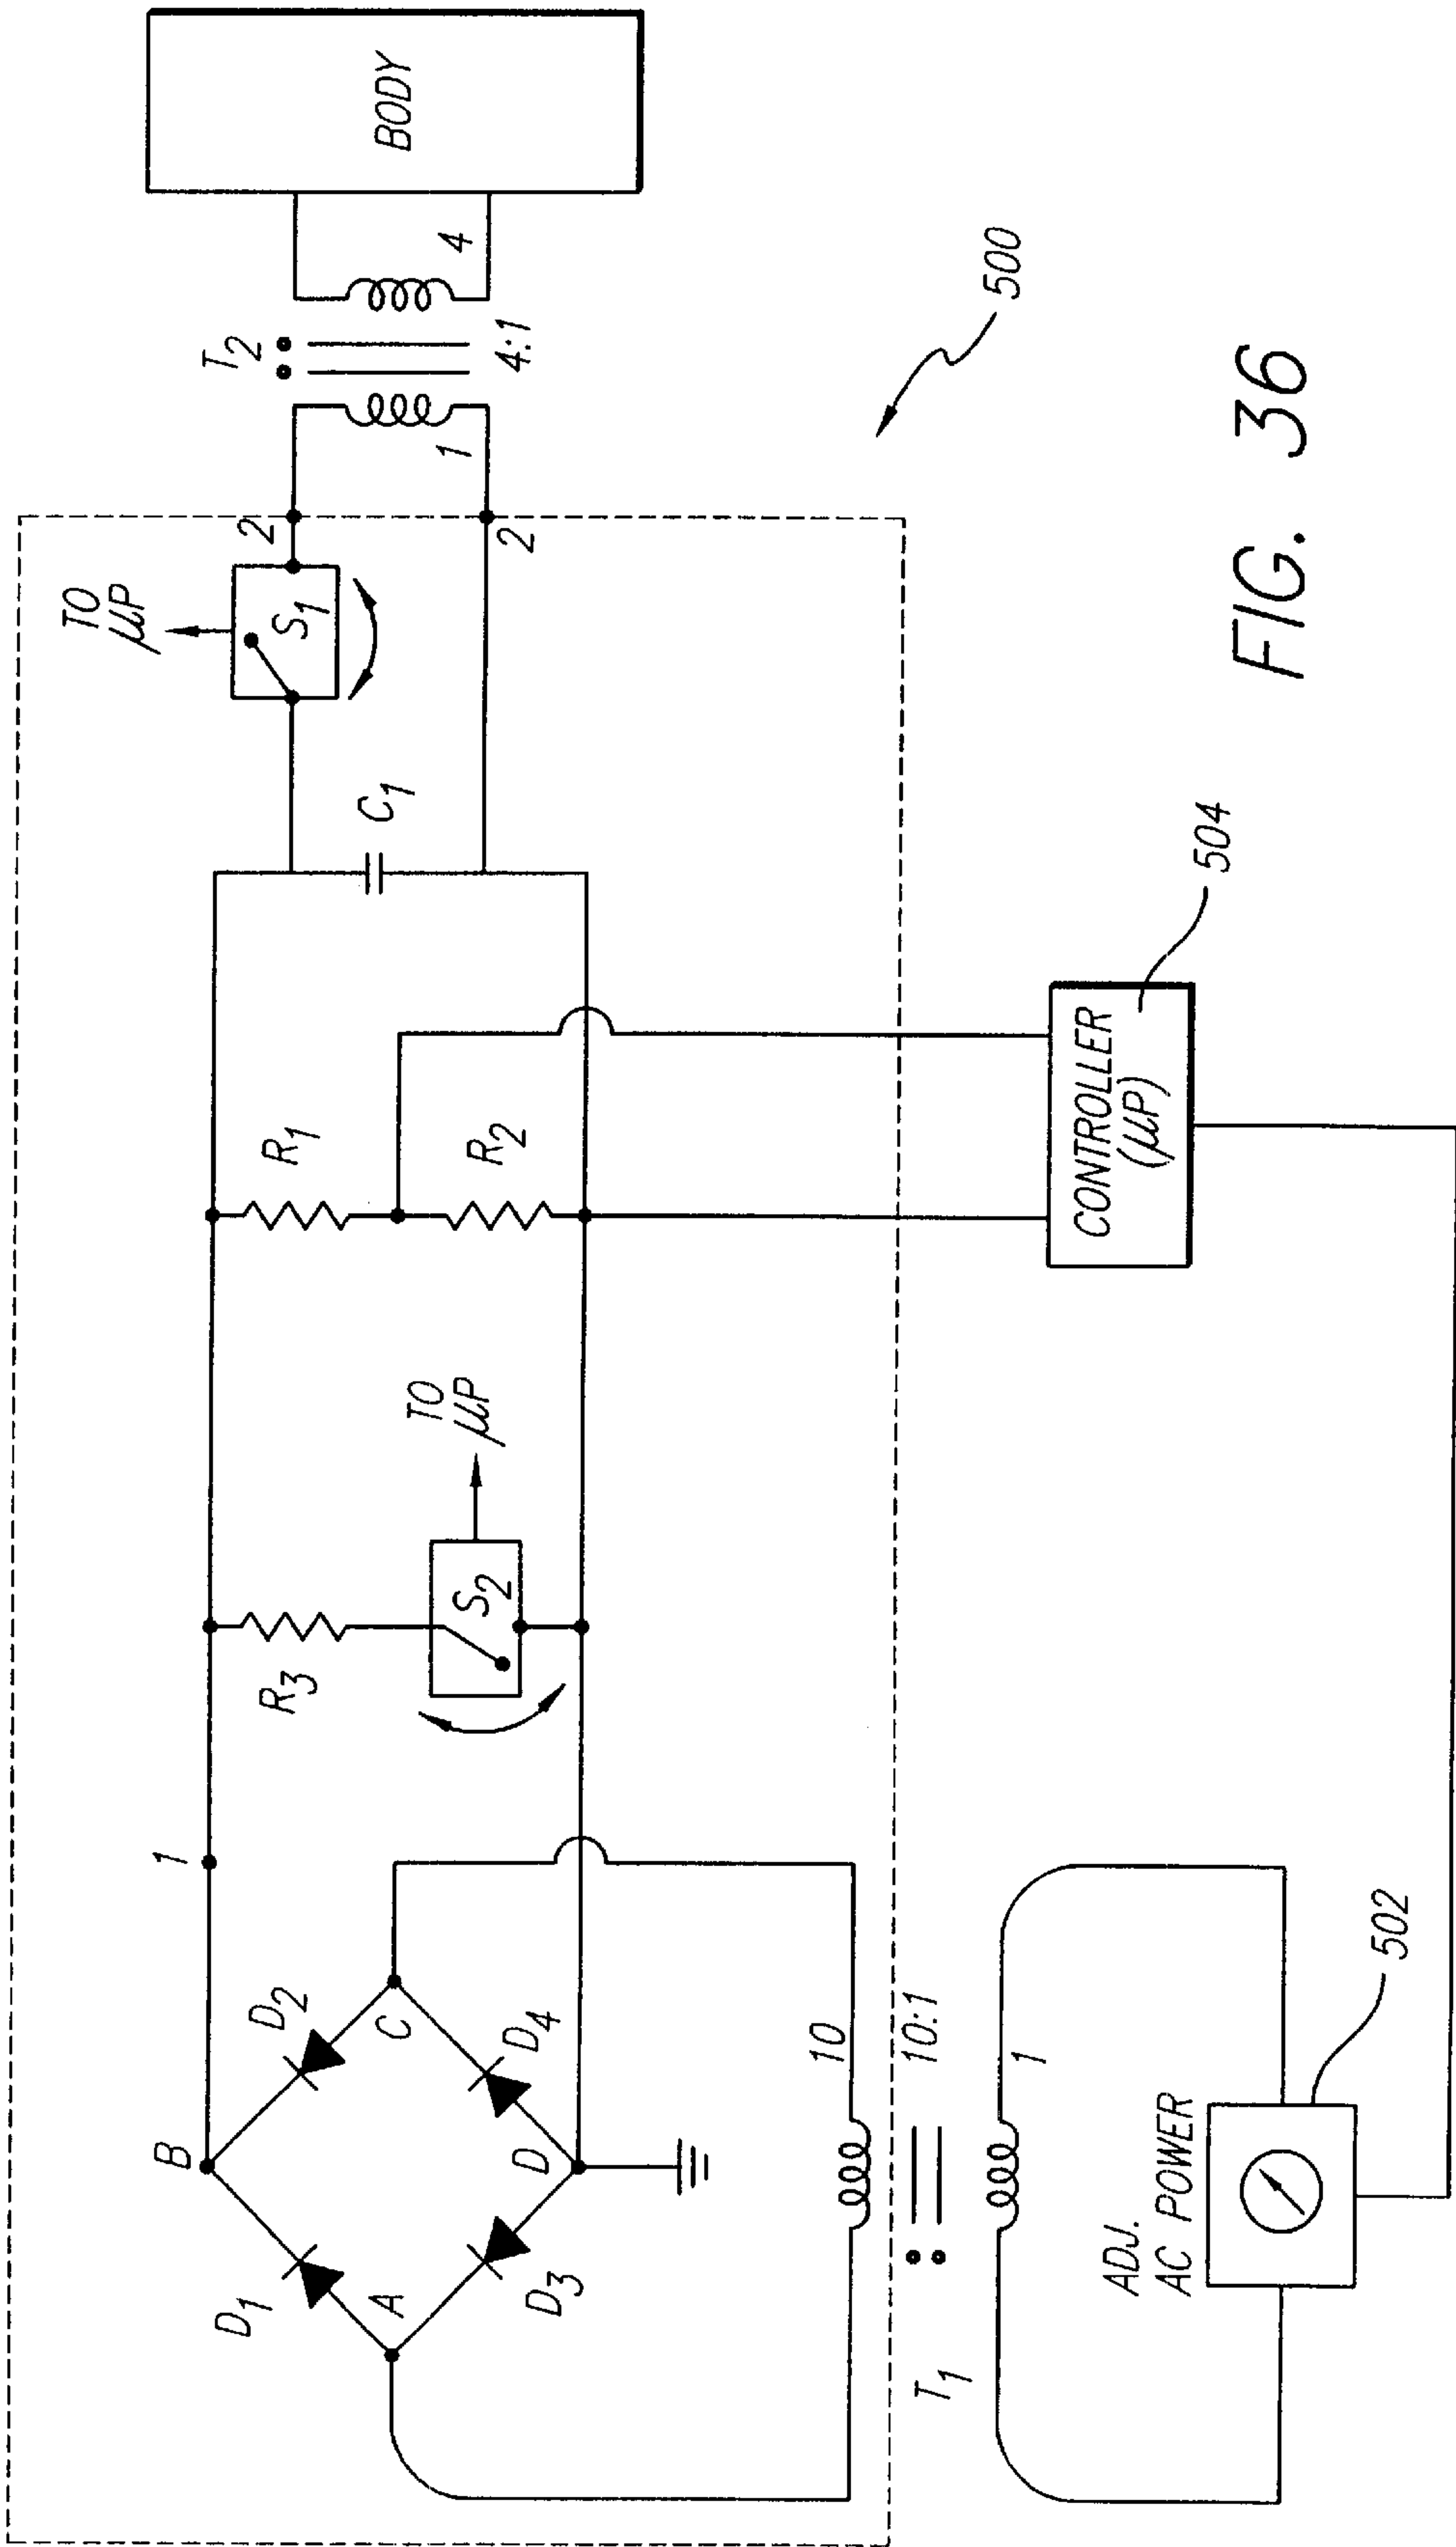 BODY
T2
4:1
1
4
TO
μP
S1
2
2
500
C1
R1
R2
TO
μP
S2
R3
1
B
D1
D2
A
C
D3
D4
D
10
10:1
1
T1
ADJ.
AC POWER
502
CONTROLLER
(μP)
504
FIG. 36